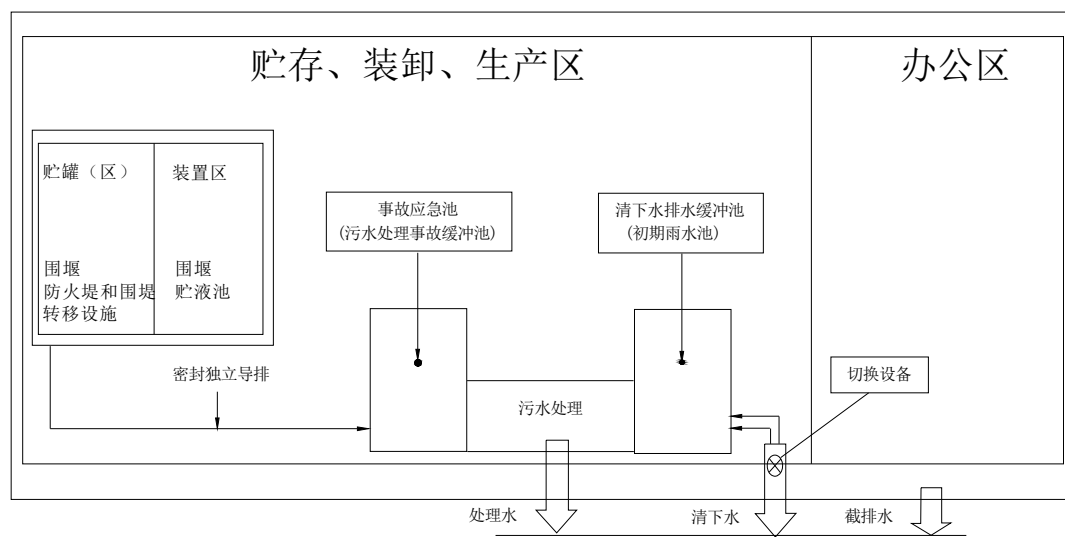 贮存、装卸、生产区
办公区
贮罐（区）
装置区
事故应急池
(污水处理事故缓冲池)
清下水排水缓冲池
(初期雨水池)
围堰
防火堤和围堤
转移设施
围堰
贮液池
密封独立导排
切换设备
污水处理
处理水
清下水
截排水